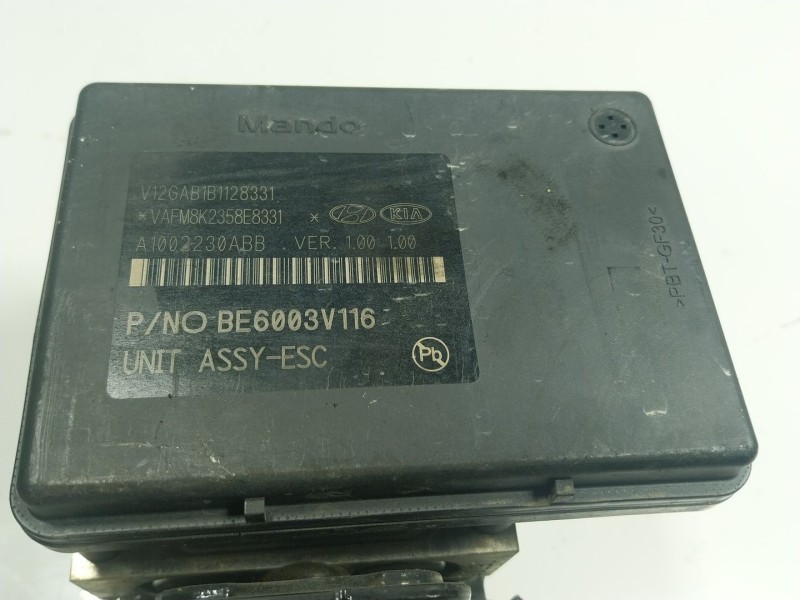 Mando
V12GAB1B1128331
*VAFM8K2358E8331 * KIA
A1002230ABB . VER. 1.00 1.00
P/NO BE6003V116
UNIT ASSY-ESC Pb
>PBT-GF30<